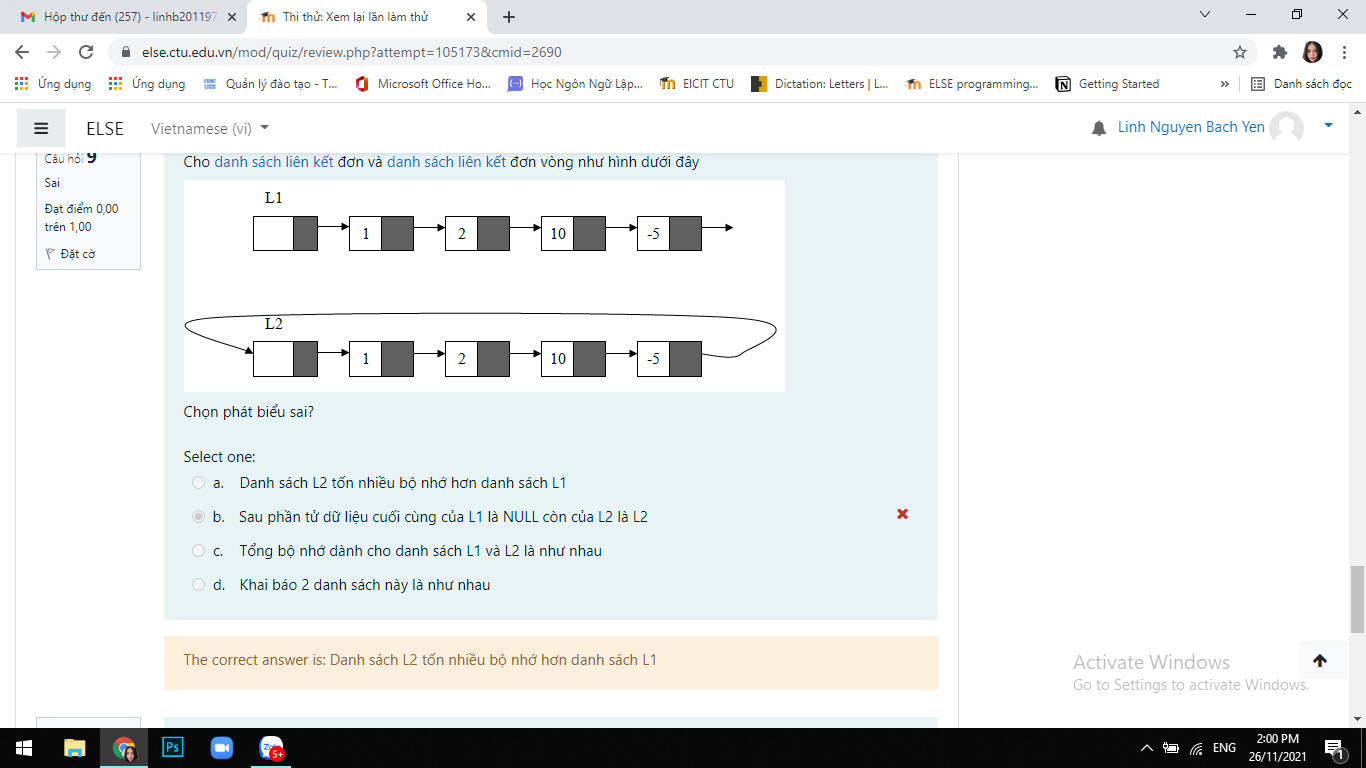 Hộp thư đến (257) - linhb201197
Thi thử: Xem lại lần làm thử
else.ctu.edu.vn/mod/quiz/review.php?attempt=105173&cmid=2690
Ứng dụng
Ứng dụng
Quản lý đào tạo - T...
Microsoft Office Ho...
Học Ngôn Ngữ Lập...
EICIT CTU
Dictation: Letters | L...
ELSE programming...
Getting Started
»
Danh sách đọc
ELSE
Vietnamese (vi)
Linh Nguyen Bach Yen
Câu hỏi 9
Sai
Đạt điểm 0,00
trên 1,00
Đặt cờ
Cho danh sách liên kết đơn và danh sách liên kết đơn vòng như hình dưới đây
L1
1 2 10 -5
L2
1 2 10 -5
Chọn phát biểu sai?
Select one:
a. Danh sách L2 tốn nhiều bộ nhớ hơn danh sách L1
b. Sau phần tử dữ liệu cuối cùng của L1 là NULL còn của L2 là L2
c. Tổng bộ nhớ dành cho danh sách L1 và L2 là như nhau
d. Khai báo 2 danh sách này là như nhau
The correct answer is: Danh sách L2 tốn nhiều bộ nhớ hơn danh sách L1
Activate Windows
Go to Settings to activate Windows.
Ps
Zalo
5+
ENG
2:00 PM
26/11/2021
1